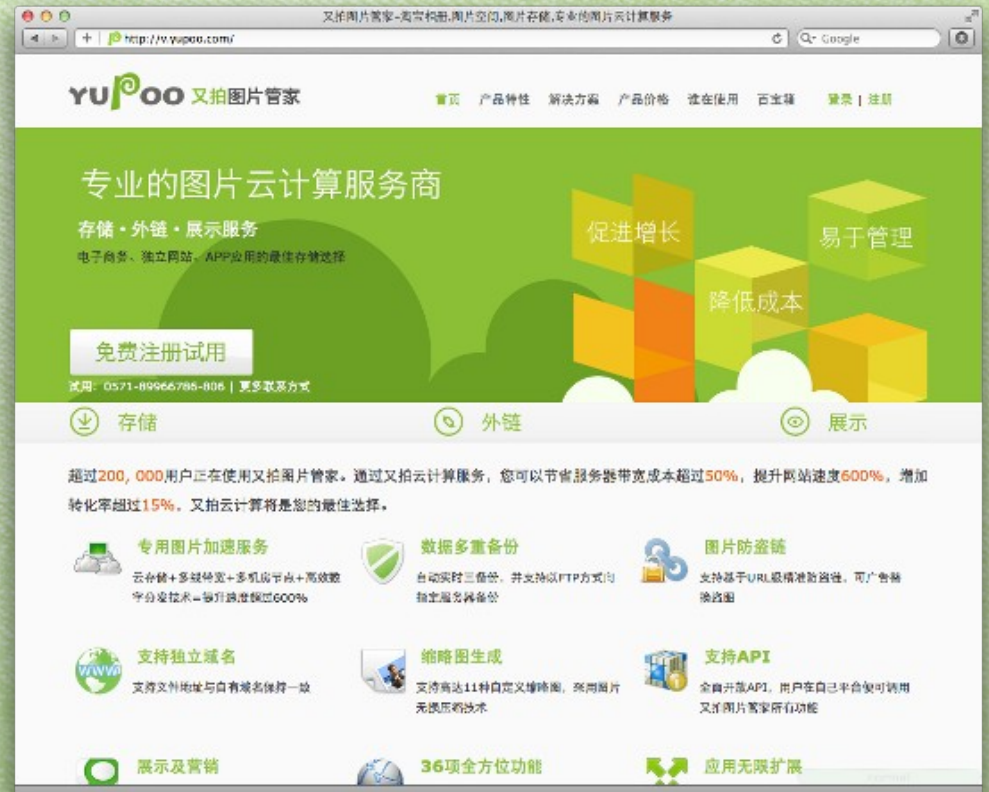 又拍图片管家-淘宝相册,图片空间,图片存储,专业的图片云计算服务
http://v.yupoo.com/
Google
YUPOO 又拍图片管家
首页 产品特性 解决方案 产品价格 谁在使用 百宝箱 登录 | 注册
专业的图片云计算服务商
存储·外链·展示服务
电子商务、独立网站、APP应用的最佳存储选择
促进增长
易于管理
降低成本
免费注册试用
试用: 0571-89966786-806 | 更多联系方式
存储
外链
展示
超过200, 000用户正在使用又拍图片管家。通过又拍云计算服务，您可以节省服务器带宽成本超过50%，提升网站速度600%，增加
转化率超过15%。又拍云计算将是您的最佳选择。
专用图片加速服务
云存储+多线带宽+多机房节点+高效数
字分发技术=提升速度超过600%
数据多重备份
自动实时三备份，并支持以FTP方式向
指定服务器备份
图片防盗链
支持基于URL级精准防盗链，可广告替
换盗图
支持独立域名
支持文件地址与自有域名保持一致
缩略图生成
支持高达11种自定义缩略图，采用图片
无损压缩技术
支持API
全面开放API，用户在自己平台便可调用
又拍图片管家所有功能
展示及营销
36项全方位功能
应用无限扩展